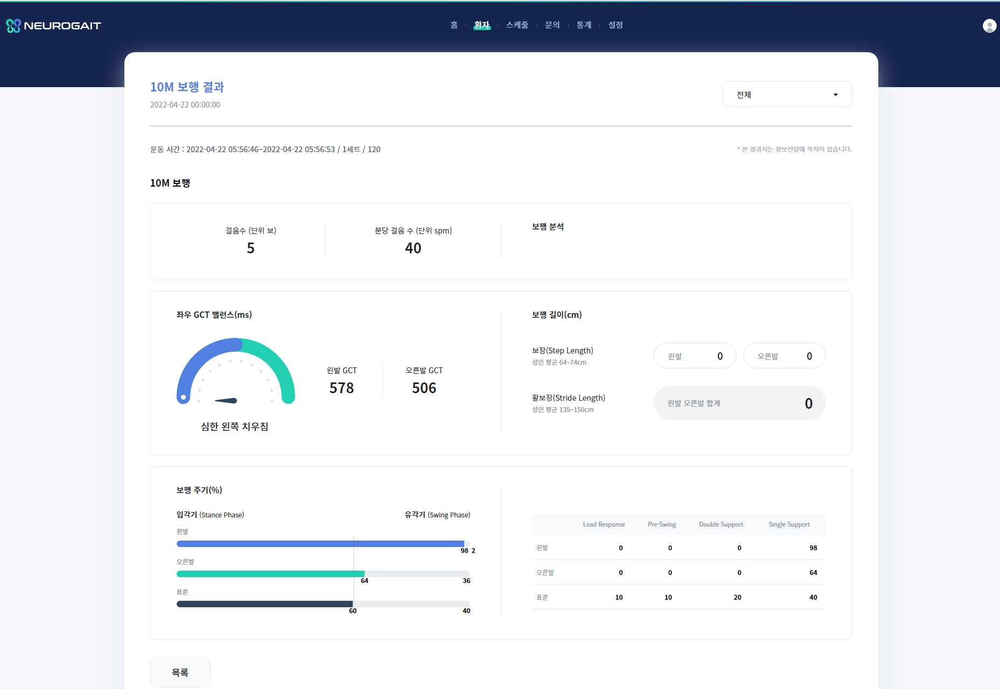 NEUROGAIT
홈
환자
스케줄
문의
통계
설정
10M 보행 결과
2022-04-22 00:00:00
전체
운동 시간 : 2022-04-22 05:56:46~2022-04-22 05:56:53 / 1세트 / 120
* 본 결과지는 정보전달에 목적이 있습니다.
10M 보행
걸음수 (단위 보)
5
분당 걸음 수 (단위 spm)
40
보행 분석
좌우 GCT 밸런스(ms)
왼발 GCT
578
오른발 GCT
506
심한 왼쪽 치우침
보행 길이(cm)
보장(Step Length)
성인 평균 64~74cm
왼발 0
오른발 0
활보장(Stride Length)
성인 평균 135~150cm
왼발 오른발 합계 0
보행 주기(%)
입각기 (Stance Phase)
유각기 (Swing Phase)
왼발
98 2
오른발
64 36
표준
60 40
Load Response Pre-Swing Double Support Single Support
왼발 0 0 0 98
오른발 0 0 0 64
표준 10 10 20 40
목록